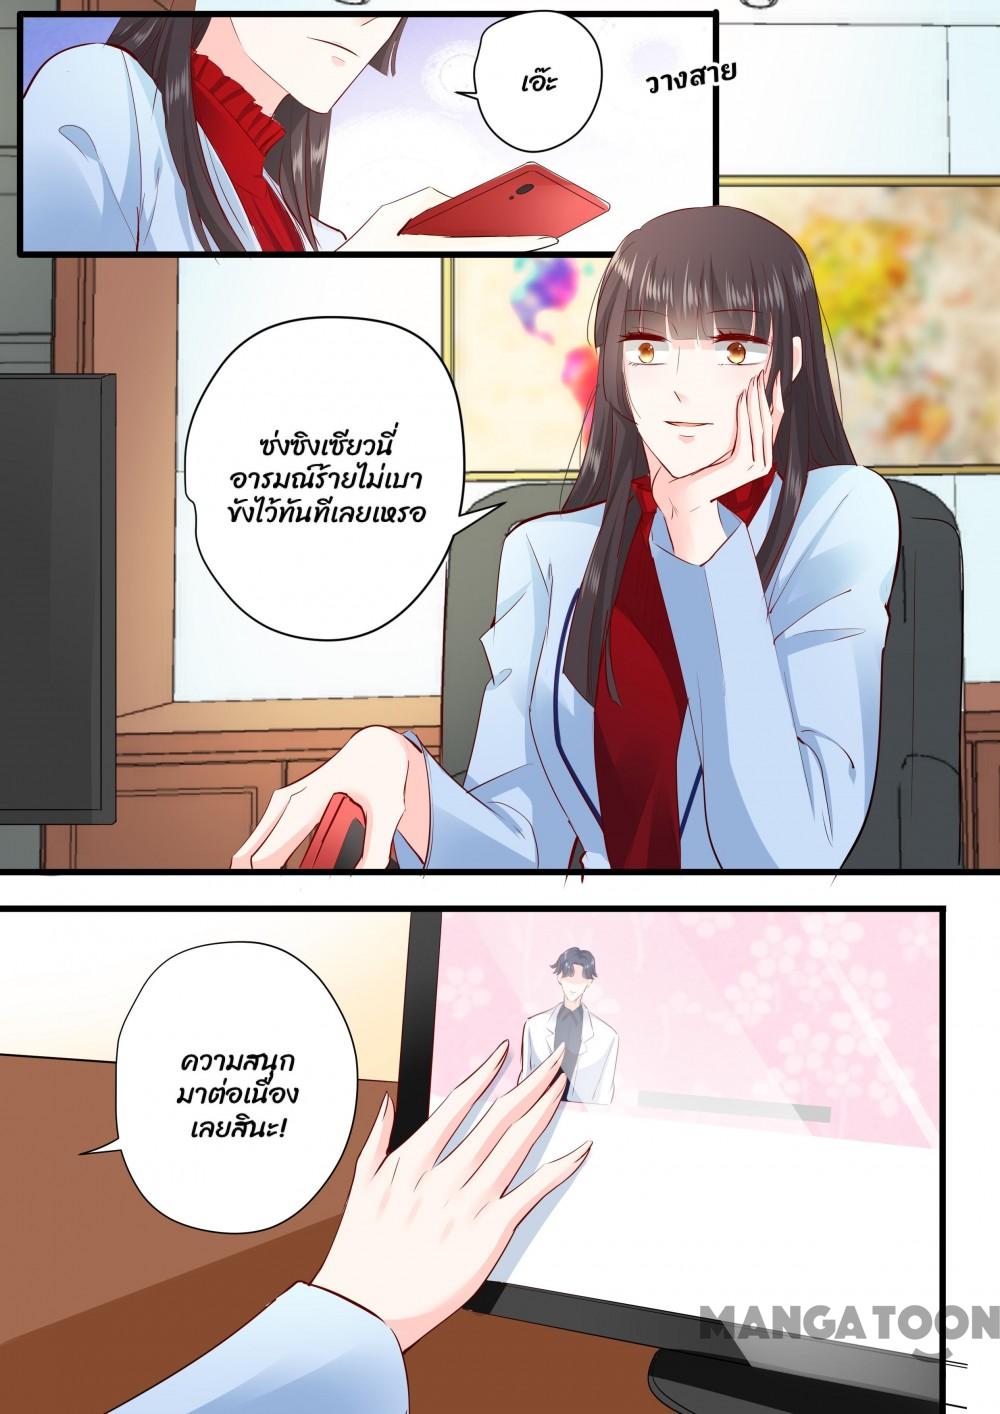 เอ๊ะ
วางสาย
ซ่งซิงเซียวนี่
อารมณ์ร้ายไม่เบา
ขังไว้ทันทีเลยเหรอ
ความสนุก
มาต่อเนื่อง
เลยสินะ!
MANGATOON